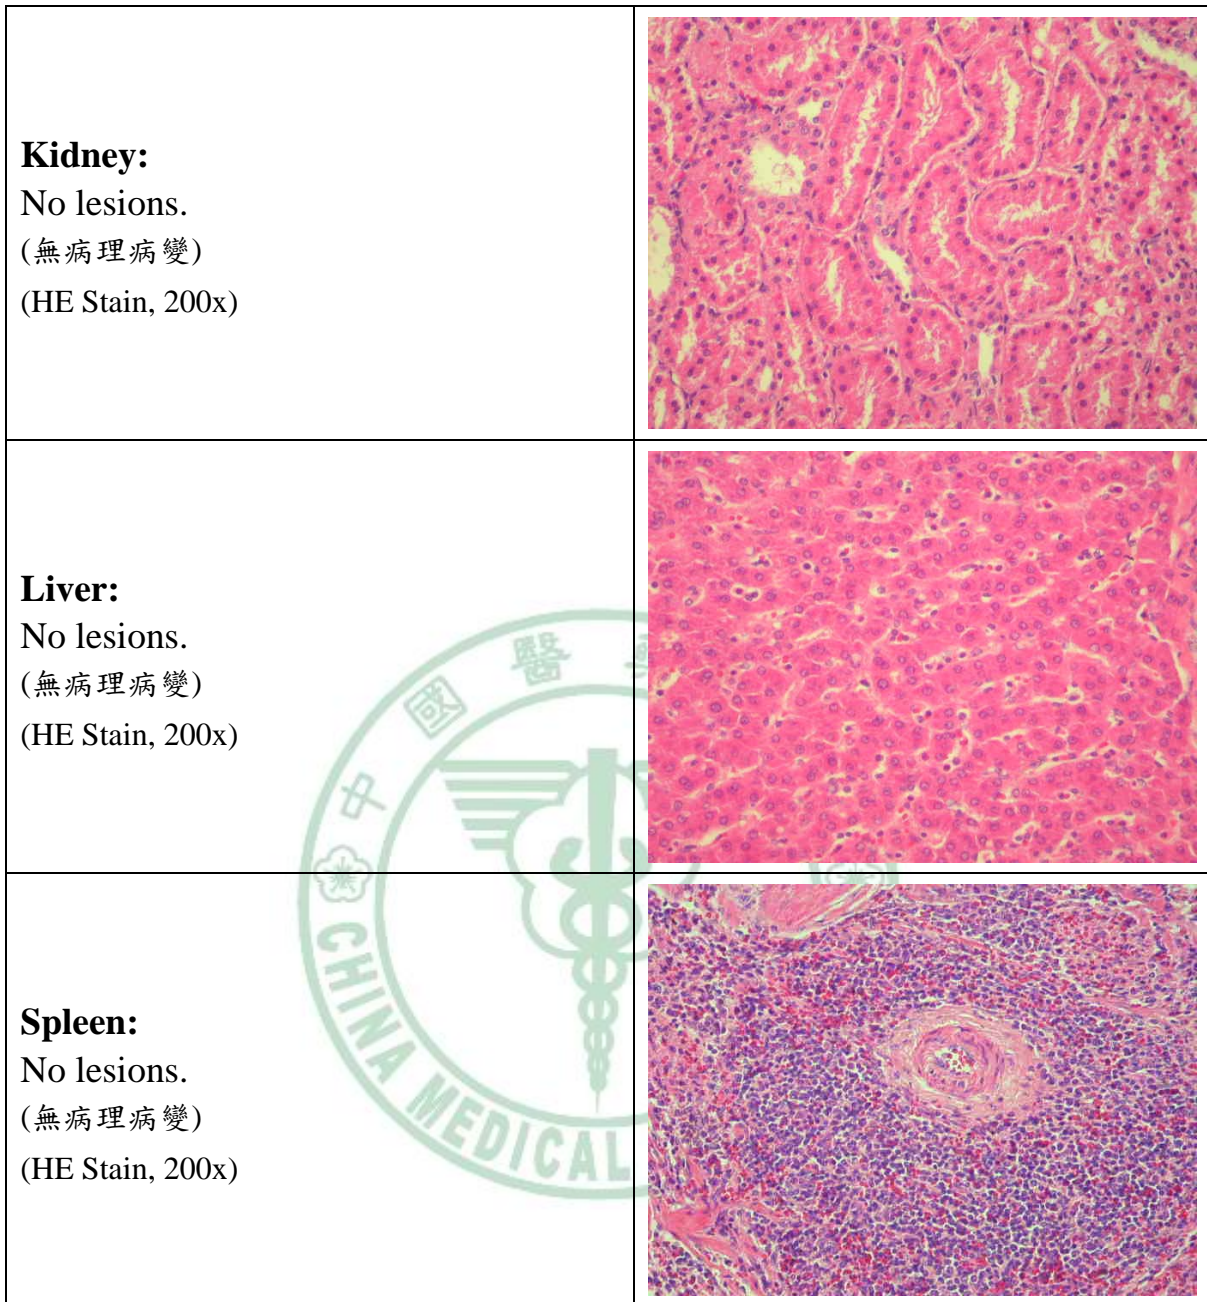 Kidney:
No lesions.
(無病理病變)
(HE Stain, 200x)
Liver:
No lesions.
(無病理病變)
(HE Stain, 200x)
Spleen:
No lesions.
(無病理病變)
(HE Stain, 200x)
中國醫
CHINA MEDICAL